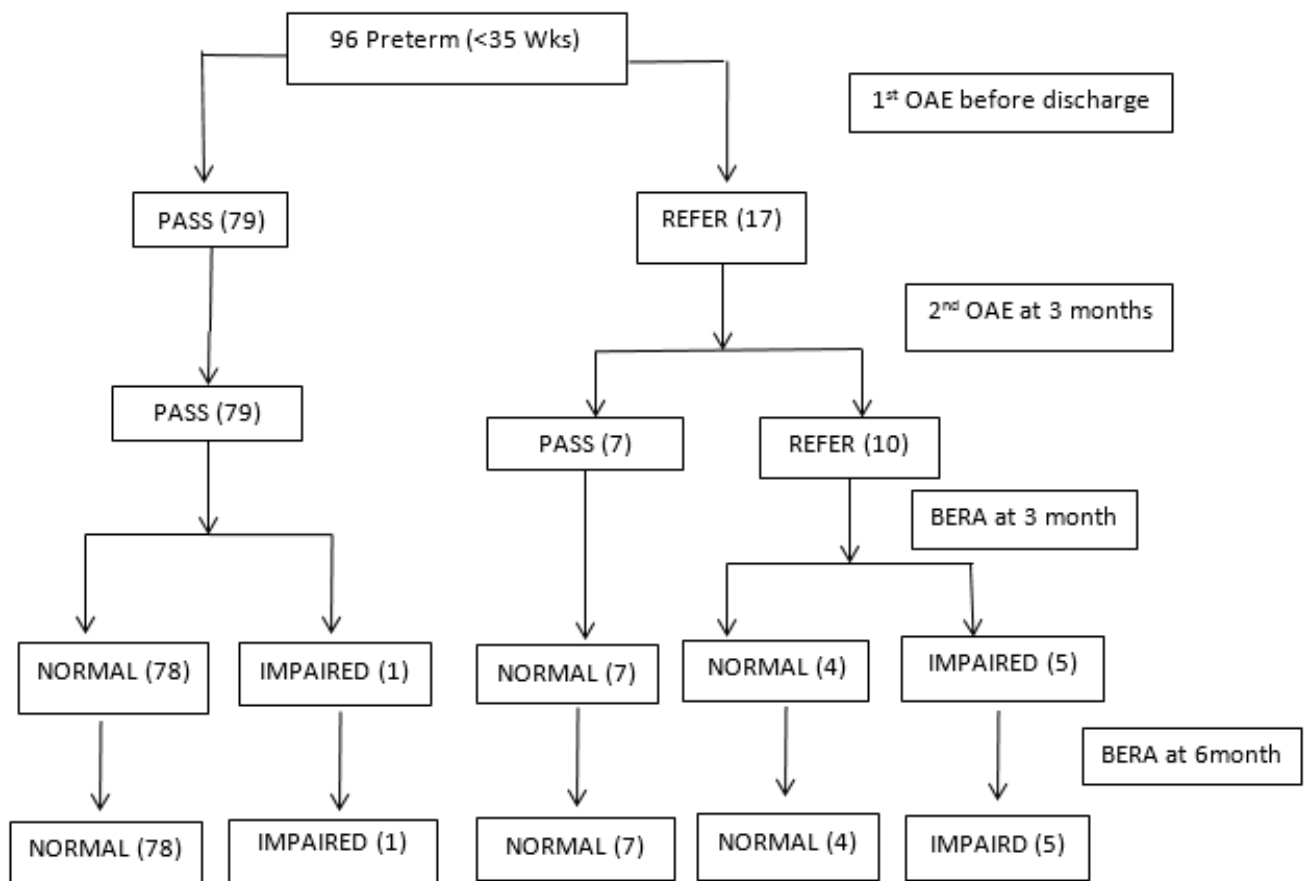 96 Preterm (<35 Wks)
1st OAE before discharge
PASS (79)
REFER (17)
2nd OAE at 3 months
PASS (79)
PASS (7)
REFER (10)
BERA at 3 month
NORMAL (78)
IMPAIRED (1)
NORMAL (7)
NORMAL (4)
IMPAIRED (5)
BERA at 6month
NORMAL (78)
IMPAIRED (1)
NORMAL (7)
NORMAL (4)
IMPAIRD (5)